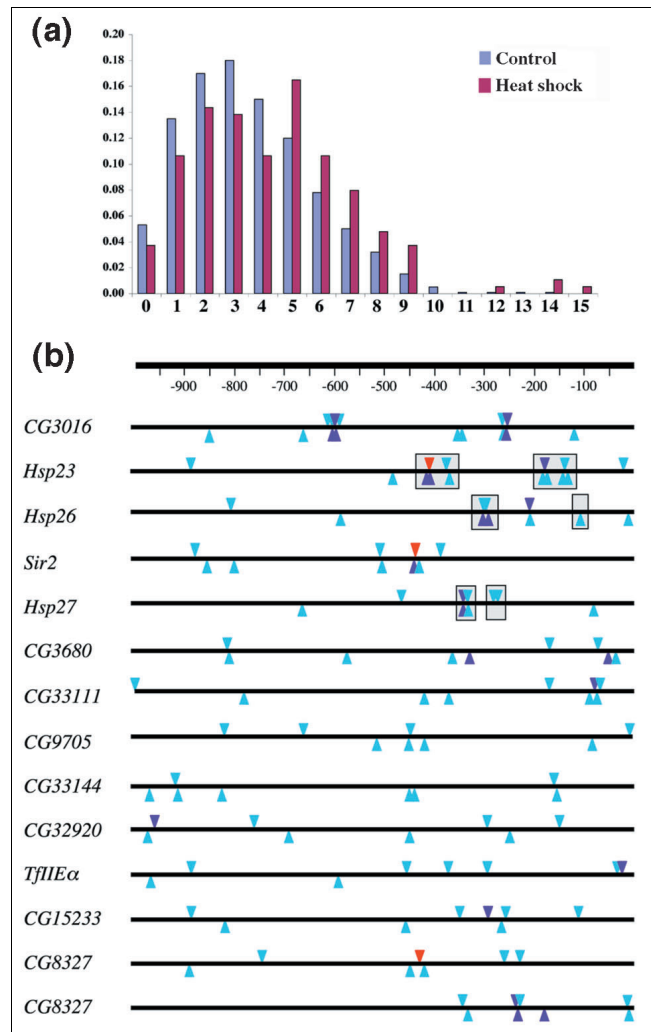 (a)
0.20
0.18
0.16
0.14
0.12
0.10
0.08
0.06
0.04
0.02
0.00
Control
Heat shock
0 1 2 3 4 5 6 7 8 9 10 11 12 13 14 15
(b)
-900 -800 -700 -600 -500 -400 -300 -200 -100
CG3016
Hsp23
Hsp26
Sir2
Hsp27
CG3680
CG33111
CG9705
CG33144
CG32920
TfIIEα
CG15233
CG8327
CG8327